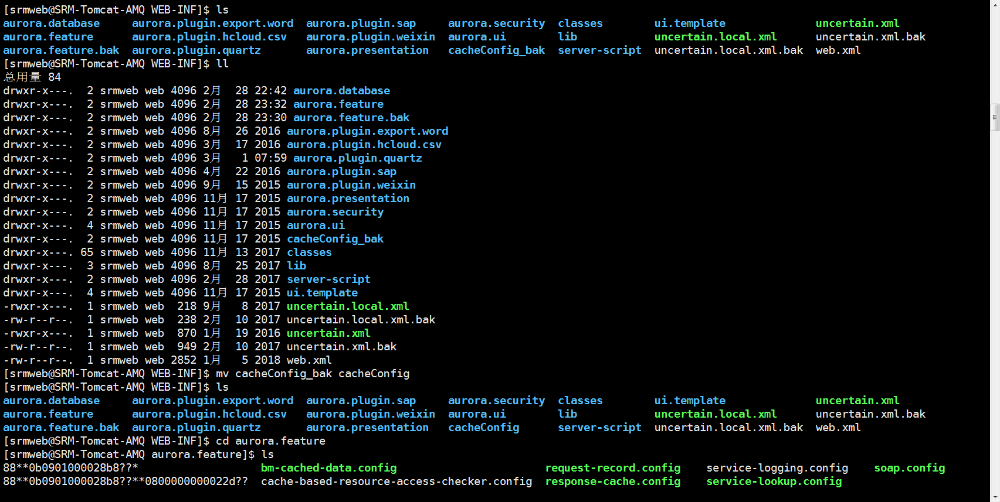 [srmweb@SRM-Tomcat-AMQ WEB-INF]$ ls
aurora.database     aurora.plugin.export.word  aurora.plugin.sap     aurora.security  classes        ui.template              uncertain.xml
aurora.feature      aurora.plugin.hcloud.csv   aurora.plugin.weixin  aurora.ui        lib            uncertain.local.xml      uncertain.xml.bak
aurora.feature.bak  aurora.plugin.quartz       aurora.presentation   cacheConfig_bak  server-script  uncertain.local.xml.bak  web.xml
[srmweb@SRM-Tomcat-AMQ WEB-INF]$ ll
总用量 84
drwxr-x---.  2 srmweb web 4096 2月  28 22:42 aurora.database
drwxr-x---.  2 srmweb web 4096 2月  28 23:32 aurora.feature
drwxr-x---.  2 srmweb web 4096 2月  28 23:30 aurora.feature.bak
drwxr-x---.  2 srmweb web 4096 8月  26 2016 aurora.plugin.export.word
drwxr-x---.  2 srmweb web 4096 3月  17 2016 aurora.plugin.hcloud.csv
drwxr-x---.  2 srmweb web 4096 3月   1 07:59 aurora.plugin.quartz
drwxr-x---.  2 srmweb web 4096 4月  22 2016 aurora.plugin.sap
drwxr-x---.  2 srmweb web 4096 9月  15 2015 aurora.plugin.weixin
drwxr-x---.  2 srmweb web 4096 11月 17 2015 aurora.presentation
drwxr-x---.  2 srmweb web 4096 11月 17 2015 aurora.security
drwxr-x---.  4 srmweb web 4096 11月 17 2015 aurora.ui
drwxr-x---.  2 srmweb web 4096 11月 17 2015 cacheConfig_bak
drwxr-x---. 65 srmweb web 4096 11月 13 2017 classes
drwxr-x---.  3 srmweb web 4096 8月  25 2017 lib
drwxr-x---.  2 srmweb web 4096 2月  28 2017 server-script
drwxr-x---.  4 srmweb web 4096 11月 17 2015 ui.template
-rwxr-x---.  1 srmweb web  218 9月   8 2017 uncertain.local.xml
-rw-r--r--.  1 srmweb web  238 2月  10 2017 uncertain.local.xml.bak
-rwxr-x---.  1 srmweb web  870 1月  19 2016 uncertain.xml
-rw-r--r--.  1 srmweb web  949 2月  10 2017 uncertain.xml.bak
-rw-r--r--.  1 srmweb web 2852 1月   5 2018 web.xml
[srmweb@SRM-Tomcat-AMQ WEB-INF]$ mv cacheConfig_bak cacheConfig
[srmweb@SRM-Tomcat-AMQ WEB-INF]$ ls
aurora.database     aurora.plugin.export.word  aurora.plugin.sap     aurora.security  classes        ui.template              uncertain.xml
aurora.feature      aurora.plugin.hcloud.csv   aurora.plugin.weixin  aurora.ui        lib            uncertain.local.xml      uncertain.xml.bak
aurora.feature.bak  aurora.plugin.quartz       aurora.presentation   cacheConfig      server-script  uncertain.local.xml.bak  web.xml
[srmweb@SRM-Tomcat-AMQ WEB-INF]$ cd aurora.feature
[srmweb@SRM-Tomcat-AMQ aurora.feature]$ ls
88**0b0901000028b8??*                   bm-cached-data.config                       request-record.config    service-logging.config    soap.config
88**0b0901000028b8??**0800000000022d??  cache-based-resource-access-checker.config  response-cache.config    service-lookup.config